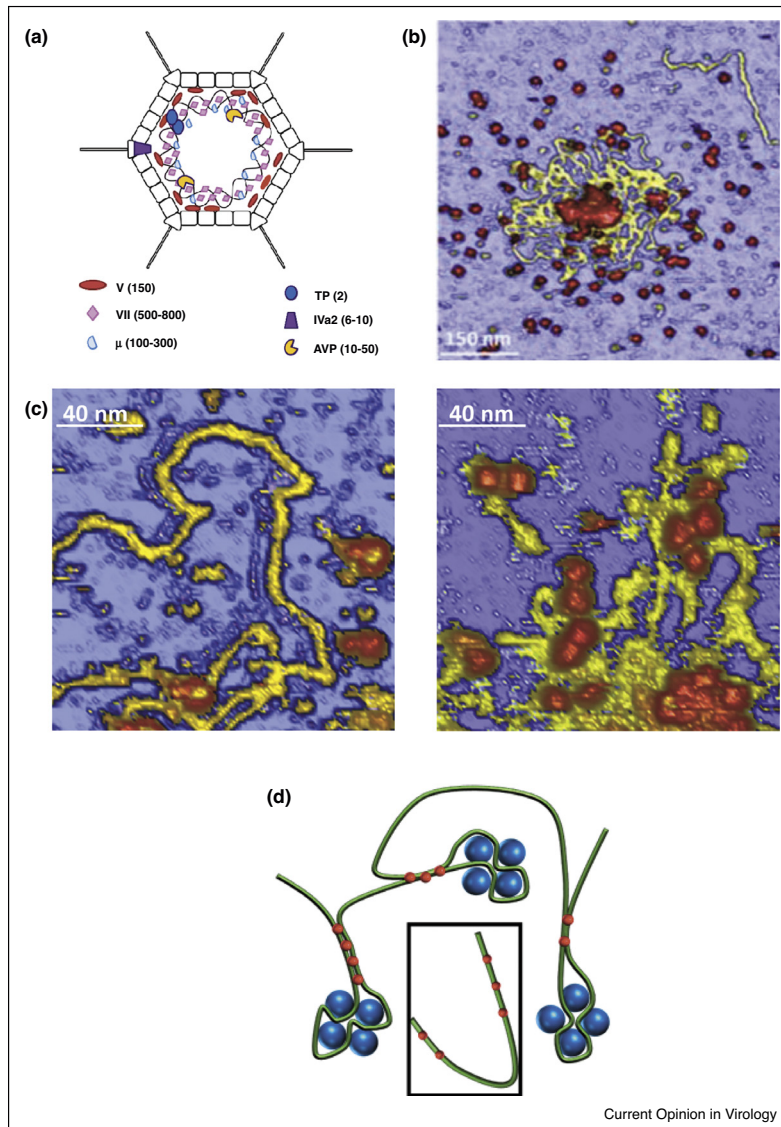 (a)
V (150)
VII (500-800)
μ (100-300)
TP (2)
IVa2 (6-10)
AVP (10-50)
(b)
150 nm
(c)
40 nm
40 nm
(d)
Current Opinion in Virology